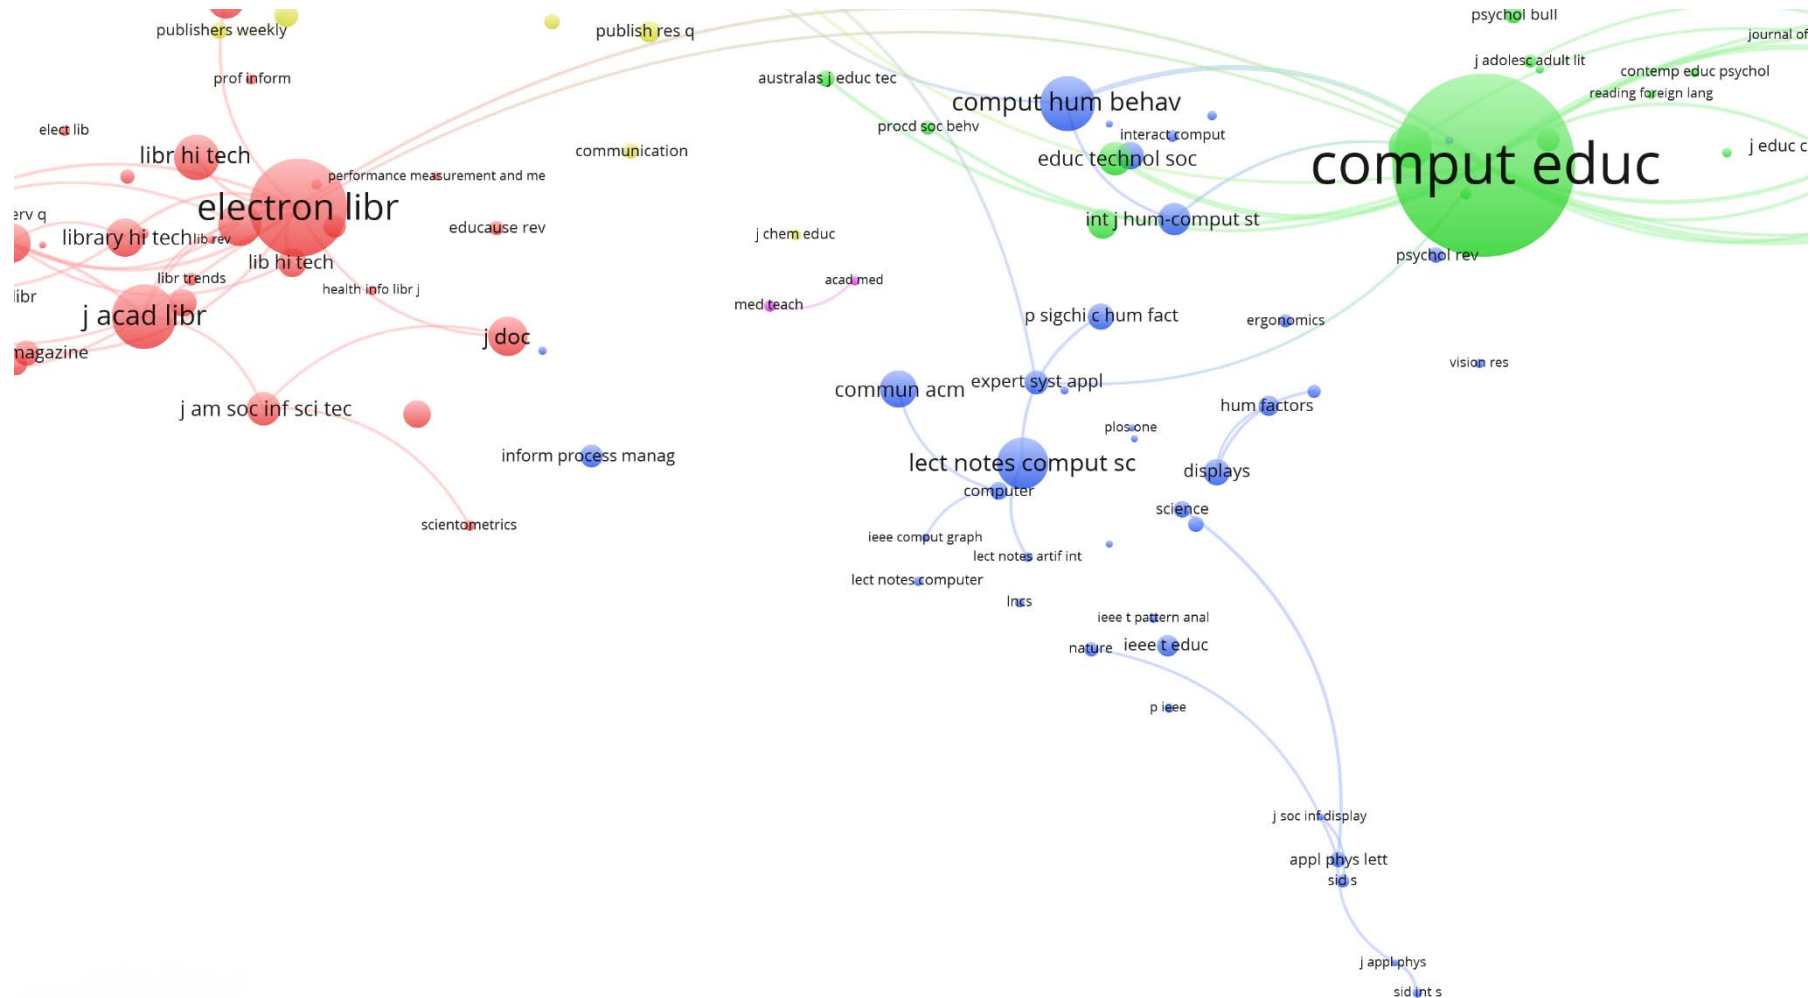 psychol bull
publishers weekly
publish res q
journal of
j adolesc adult lit
prof inform
australas j educ tec
contemp educ psychol
reading foreign lang
comput hum behav
elect lib
procd soc behv
interact comput
libr hi tech
communication
educ technol soc
comput educ
j educ c
performance measurement and me
electron libr
erv q
educause rev
int j hum-comput st
library hi tech
lib rev
j chem educ
psychol rev
lib hi tech
libr trends
acad med
health info libr j
libr
med teach
j acad libr
p sigchi c hum fact
ergonomics
j doc
magazine
vision res
commun acm
expert syst appl
j am soc inf sci tec
hum factors
plos one
inform process manag
lect notes comput sc
displays
computer
science
scientometrics
ieee comput graph
lect notes artif int
lect notes computer
lncs
ieee t pattern anal
nature
ieee t educ
p ieee
j soc inf display
appl phys lett
sid s
j appl phys
sid int s